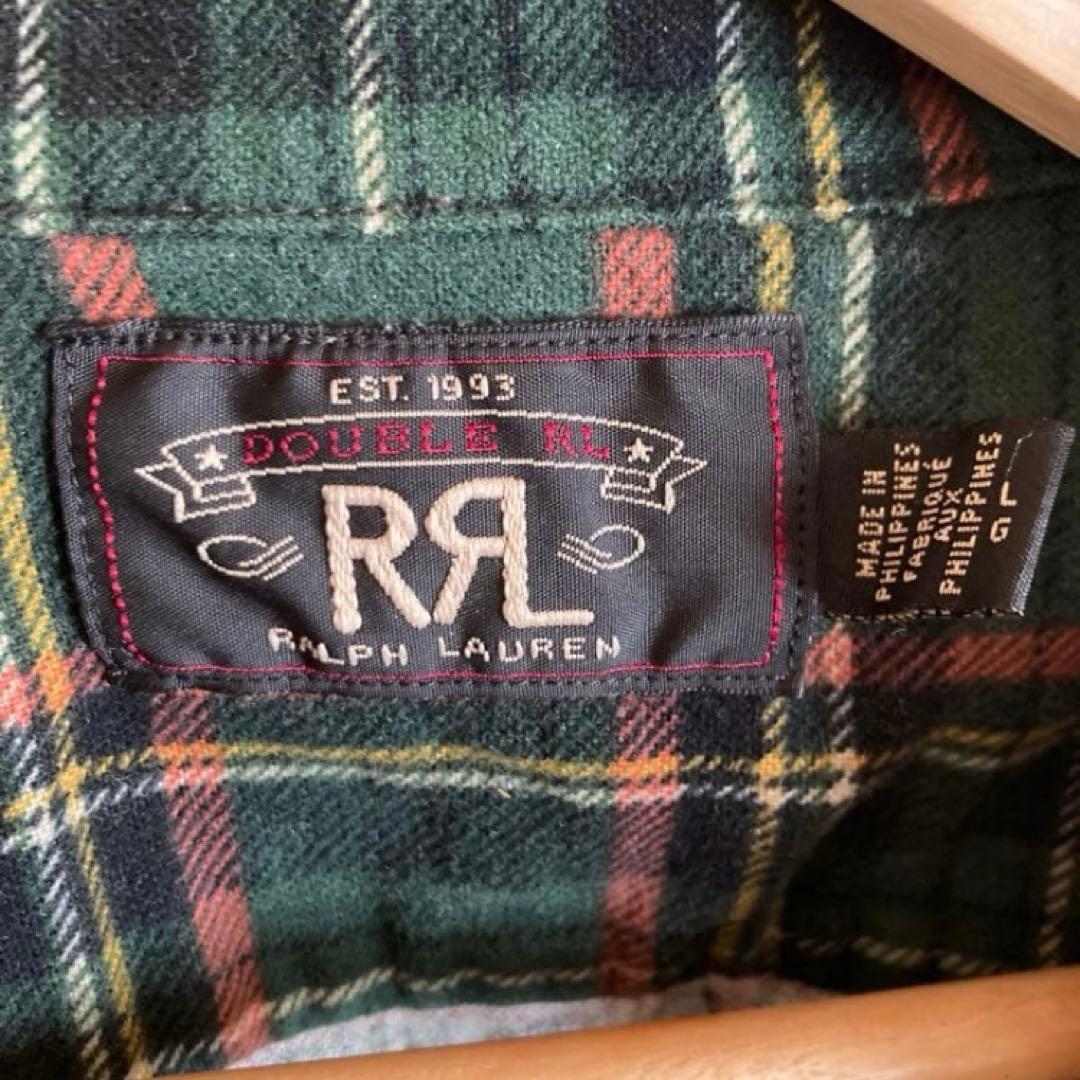 EST. 1993
DOUBLE RL
RRL
RALPH LAUREN
MADE IN
PHILIPPINES
FABRIQUÉ
AUX
PHILIPPINES
G L